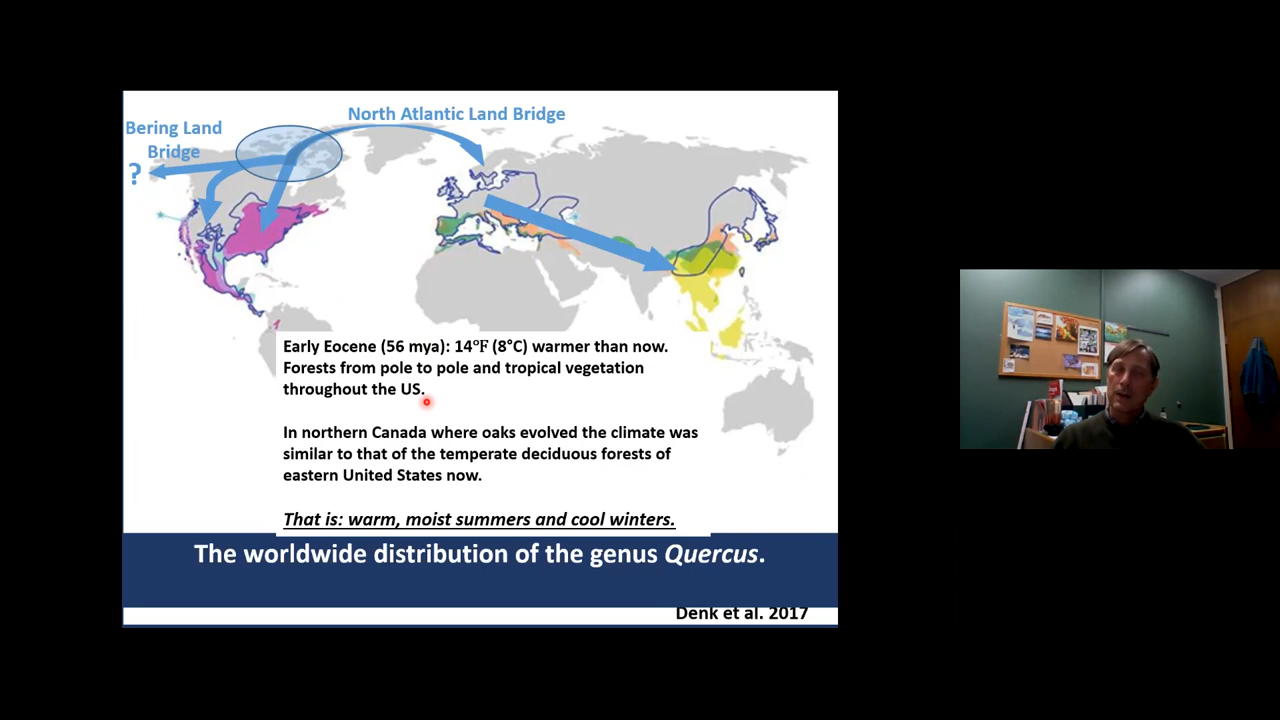 North Atlantic Land Bridge
Bering Land
Bridge
?
Early Eocene (56 mya): 14°F (8°C) warmer than now.
Forests from pole to pole and tropical vegetation
throughout the US.
In northern Canada where oaks evolved the climate was
similar to that of the temperate deciduous forests of
eastern United States now.
That is: warm, moist summers and cool winters.
The worldwide distribution of the genus Quercus.
Denk et al. 2017